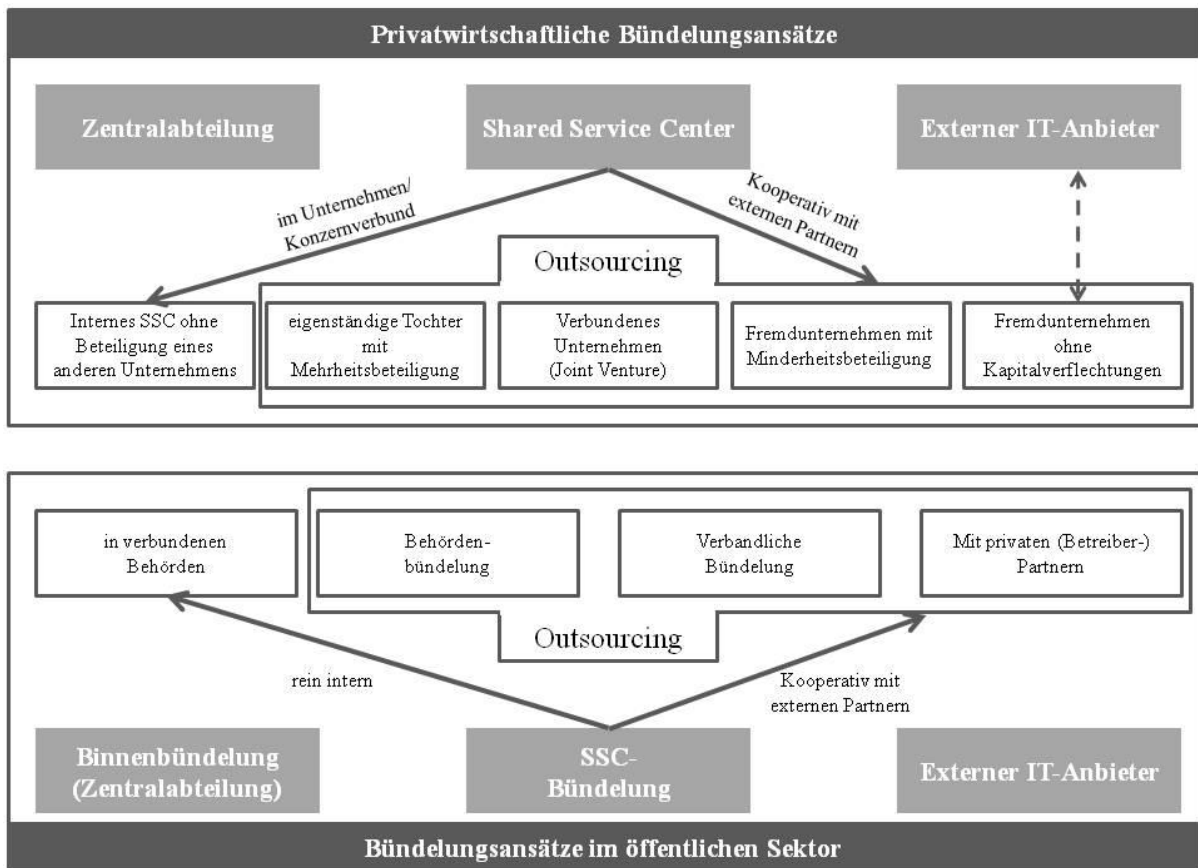 Privatwirtschaftliche Bündelungsansätze
Zentralabteilung
Shared Service Center
Externer IT-Anbieter
im Unternehmen/
Konzernverbund
Kooperativ mit
externen Partnern
Outsourcing
Internes SSC ohne
Beteiligung eines
anderen Unternehmens
eigenständige Tochter
mit
Mehrheitsbeteiligung
Verbundenes
Unternehmen
(Joint Venture)
Fremdunternehmen mit
Minderheitsbeteiligung
Fremdunternehmen
ohne
Kapitalverflechtungen
in verbundenen
Behörden
Behörden-
bündelung
Verbandliche
Bündelung
Mit privaten (Betreiber-)
Partnern
Outsourcing
rein intern
Kooperativ mit
externen Partnern
Binnenbündelung
(Zentralabteilung)
SSC-
Bündelung
Externer IT-Anbieter
Bündelungsansätze im öffentlichen Sektor